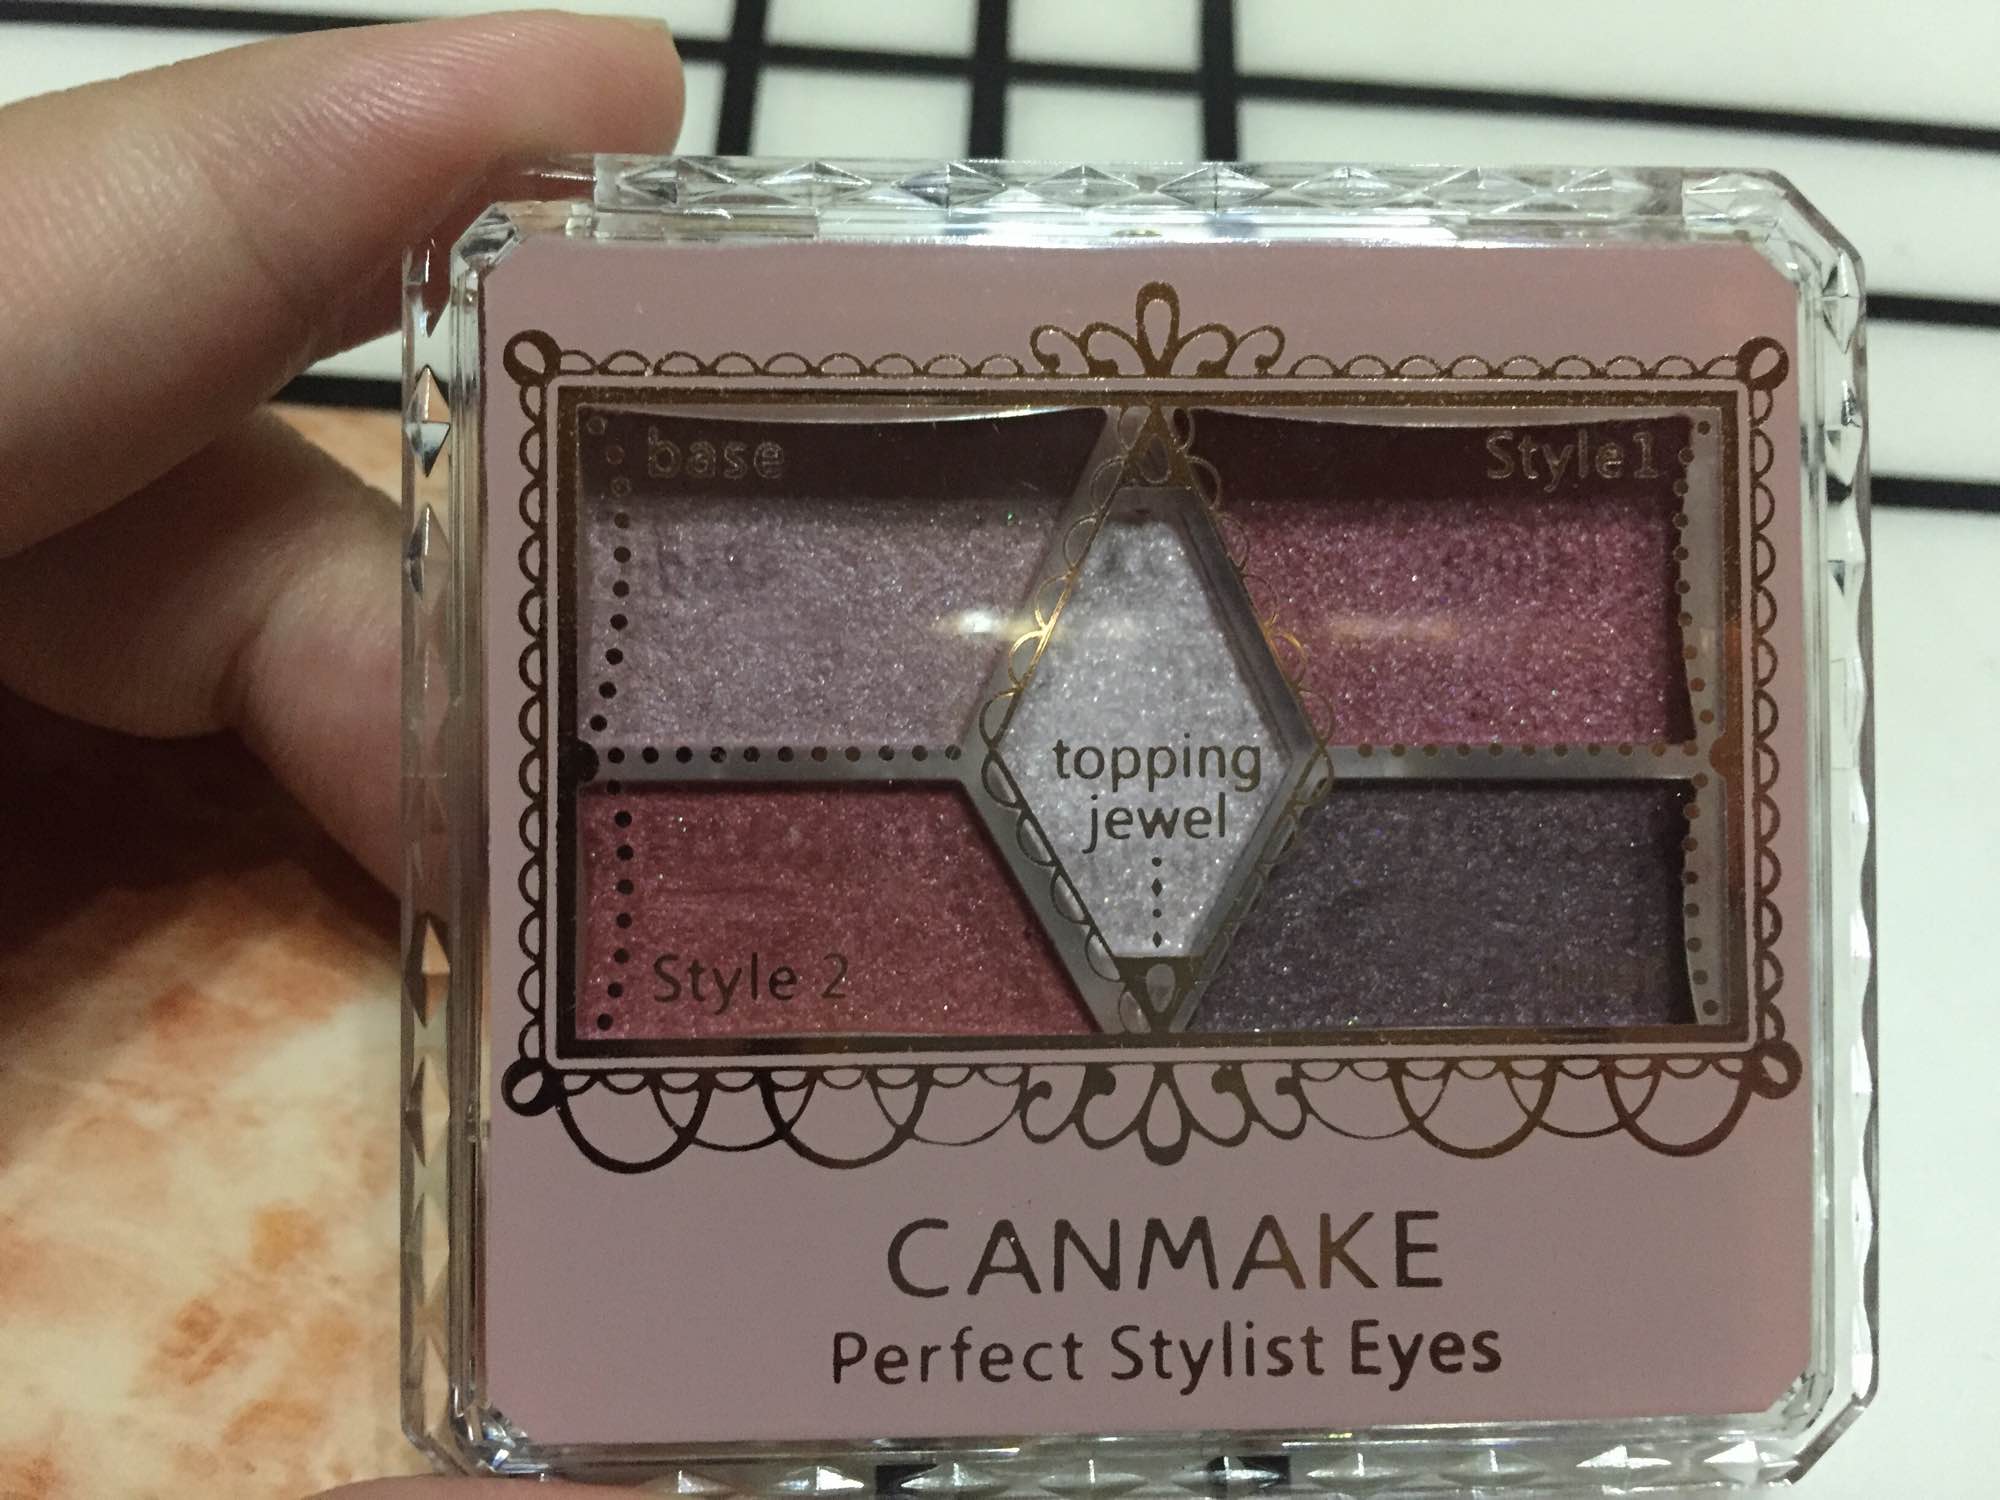 base
Style1
topping
jewel
Style 2
CANMAKE
Perfect Stylist Eyes